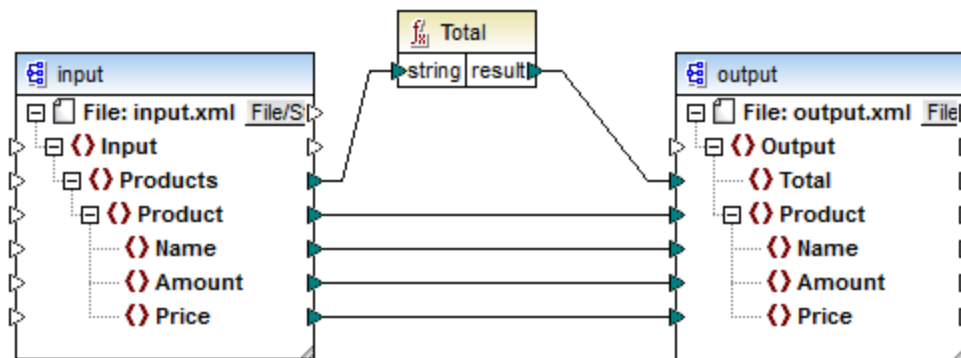 Total
string result
input
File: input.xml File/S
Input
Products
Product
Name
Amount
Price
output
File: output.xml File
Output
Total
Product
Name
Amount
Price